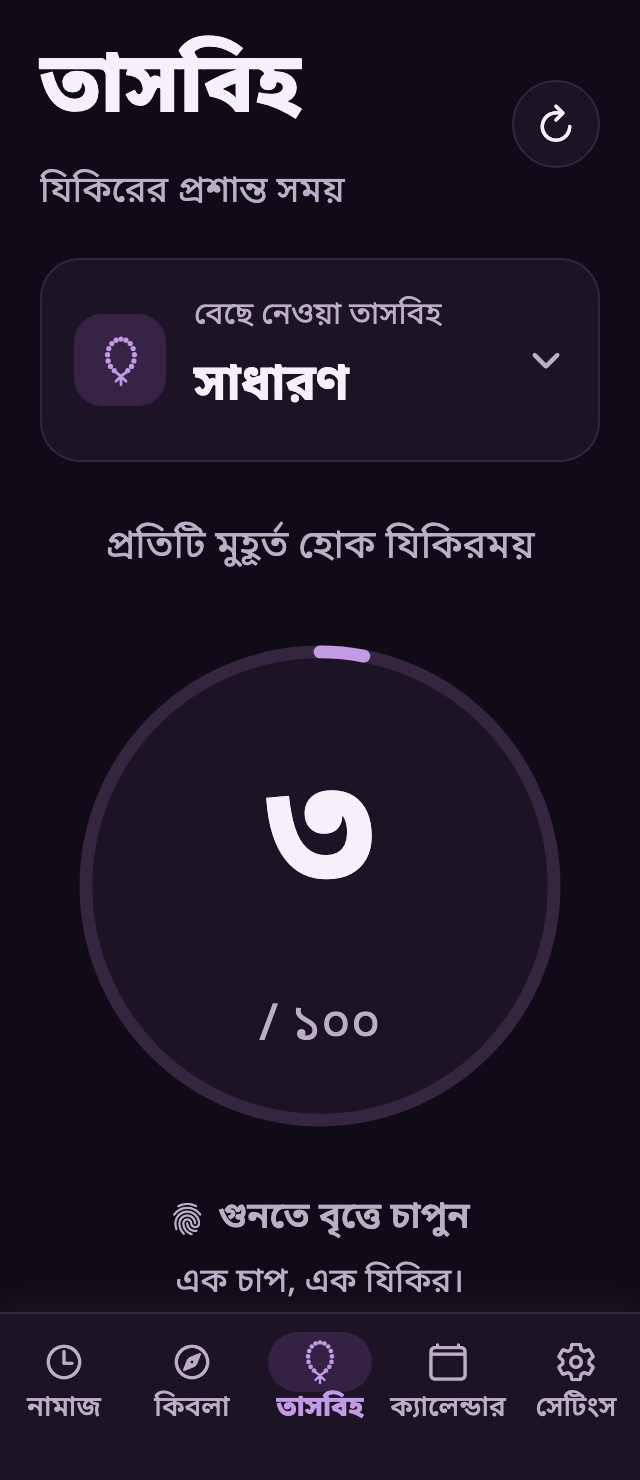 তাসবিহ
যিকিরের প্রশান্ত সময়
বেছে নেওয়া তাসবিহ
সাধারণ
প্রতিটি মুহূর্ত হোক যিকিরময়
৩
/ ১০০
গুনতে বৃত্তে চাপুন
এক চাপ, এক যিকির।
নামাজ কিবলা তাসবিহ ক্যালেন্ডার সেটিংস